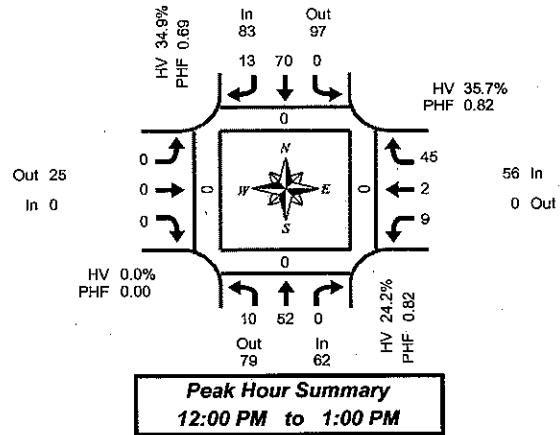 HV 34.9%
PHF 0.69
In
83
Out
97
13 70 0
HV 35.7%
PHF 0.82
0
0
0
0
0
0
N
W E
S
0
45
2
9
Out 25
In 0
56 In
0 Out
HV 0.0%
PHF 0.00
0
10 52 0
Out
79
In
62
HV 24.2%
PHF 0.82
Peak Hour Summary
12:00 PM to 1:00 PM